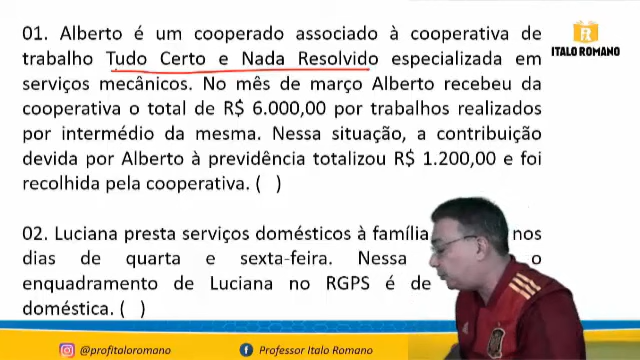 01. Alberto é um cooperado associado à cooperativa de
trabalho Tudo Certo e Nada Resolvido especializada em
serviços mecânicos. No mês de março Alberto recebeu da
cooperativa o total de R$ 6.000,00 por trabalhos realizados
por intermédio da mesma. Nessa situação, a contribuição
devida por Alberto à previdência totalizou R$ 1.200,00 e foi
recolhida pela cooperativa. ( )
02. Luciana presta serviços domésticos à família nos
dias de quarta e sexta-feira. Nessa o
enquadramento de Luciana no RGPS é de
doméstica. ( )
ITALO ROMANO
@profitaloromano
Professor Italo Romano